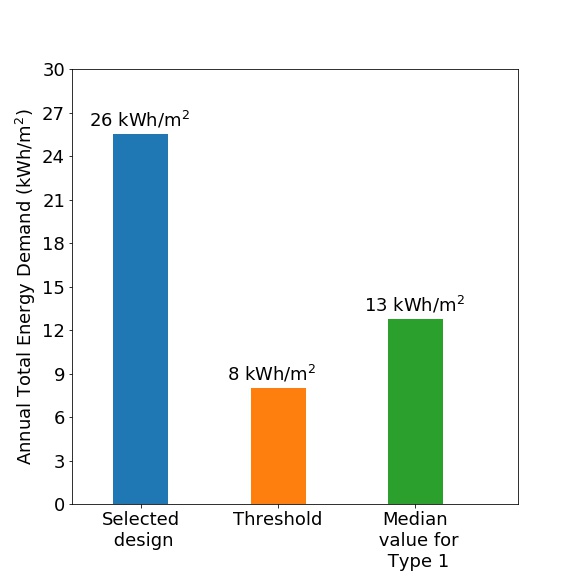 Annual Total Energy Demand (kWh/m²)
30
27
24
21
18
15
12
9
6
3
0
26 kWh/m²
8 kWh/m²
13 kWh/m²
Selected
design
Threshold
Median
value for
Type 1